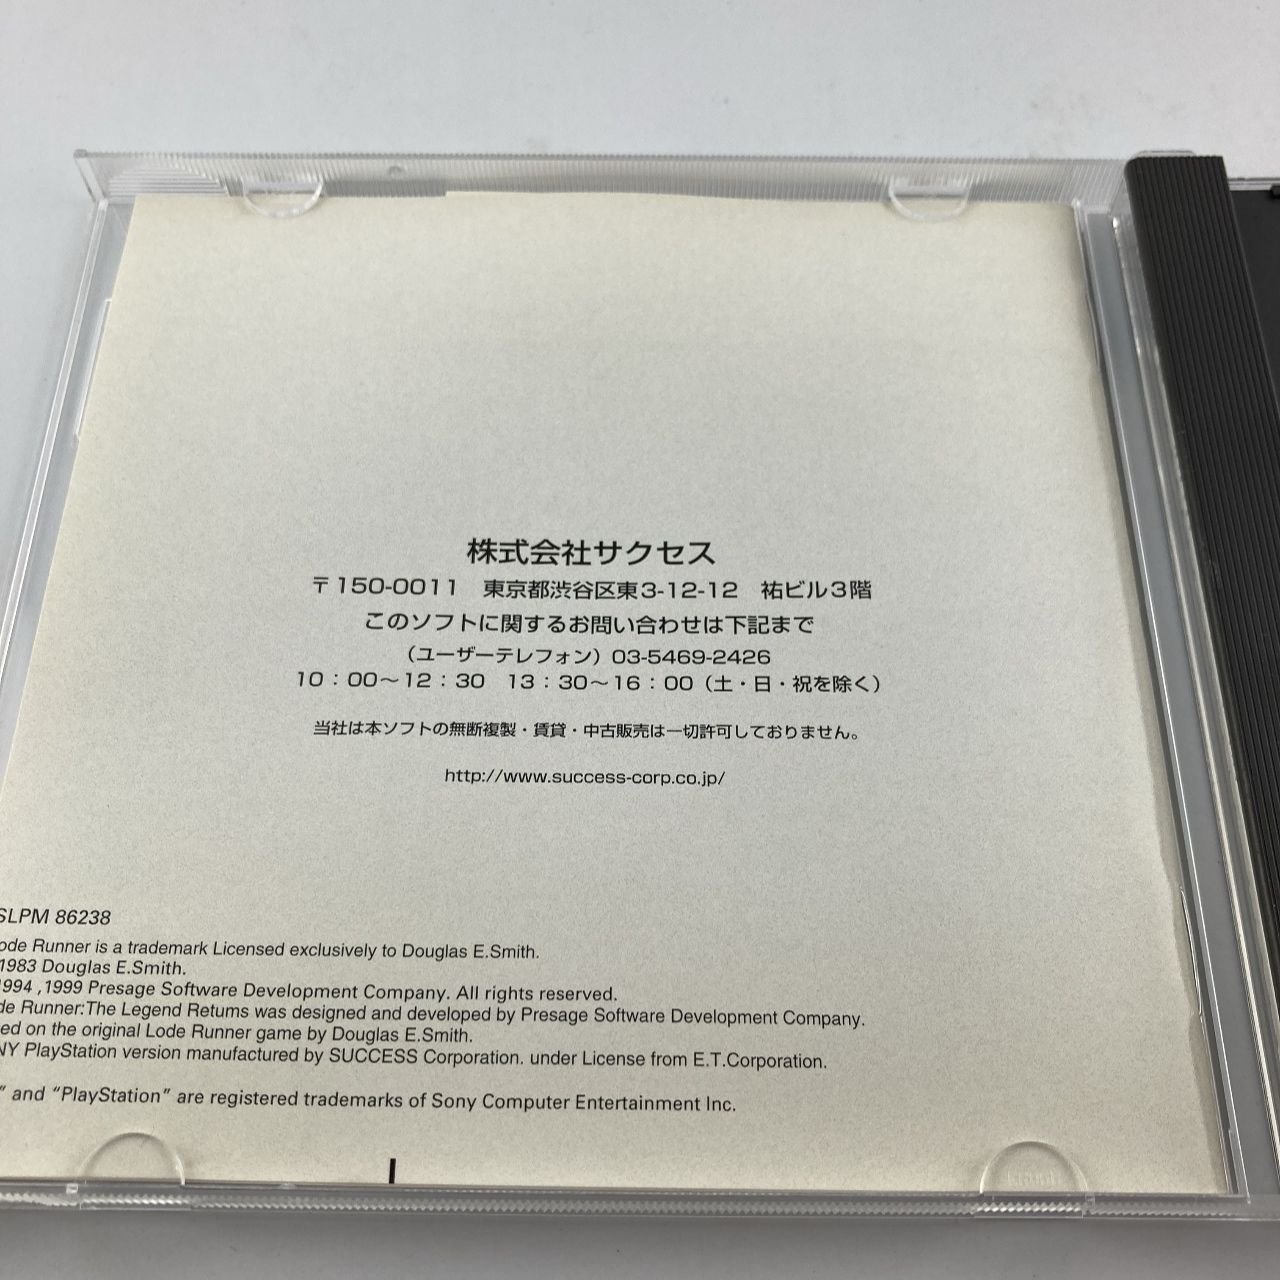 株式会社サクセス
〒150-0011 東京都渋谷区東3-12-12 祐ビル3階
このソフトに関するお問い合わせは下記まで
（ユーザーテレフォン）03-5469-2426
10：00～12：30 13：30～16：00（土・日・祝を除く）
当社は本ソフトの無断複製・賃貸・中古販売は一切許可しておりません。
http://www.success-corp.co.jp/
SLPM 86238
ode Runner is a trademark Licensed exclusively to Douglas E.Smith.
1983 Douglas E.Smith.
1994 ,1999 Presage Software Development Company. All rights reserved.
de Runner:The Legend Retums was designed and developed by Presage Software Development Company.
ed on the original Lode Runner game by Douglas E.Smith.
NY PlayStation version manufactured by SUCCESS Corporation. under License from E.T.Corporation.
" and "PlayStation" are registered trademarks of Sony Computer Entertainment Inc.